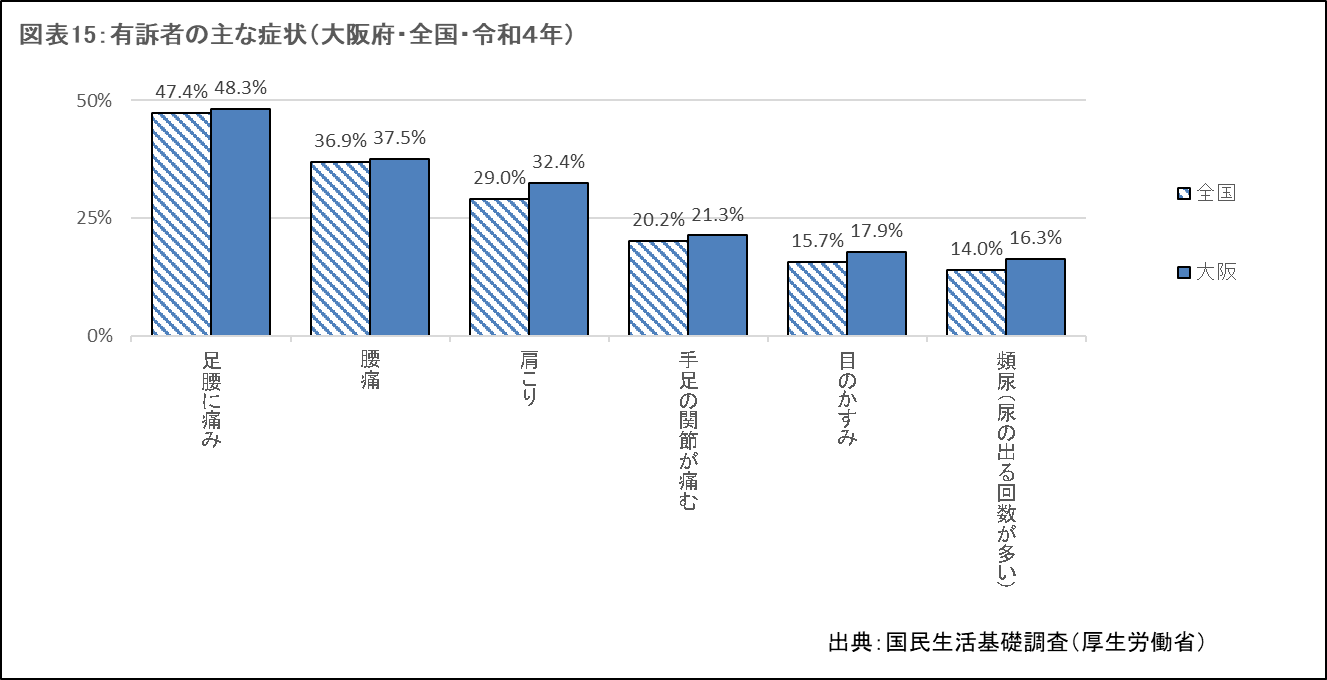 図表15：有訴者の主な症状（大阪府・全国・令和4年）
50%
25%
0%
47.4%
48.3%
36.9%
37.5%
29.0%
32.4%
20.2%
21.3%
15.7%
17.9%
14.0%
16.3%
足腰に痛み
腰痛
肩こり
手足の関節が痛む
目のかすみ
頻尿（尿の出る回数が多い）
全国
大阪
出典：国民生活基礎調査（厚生労働省）